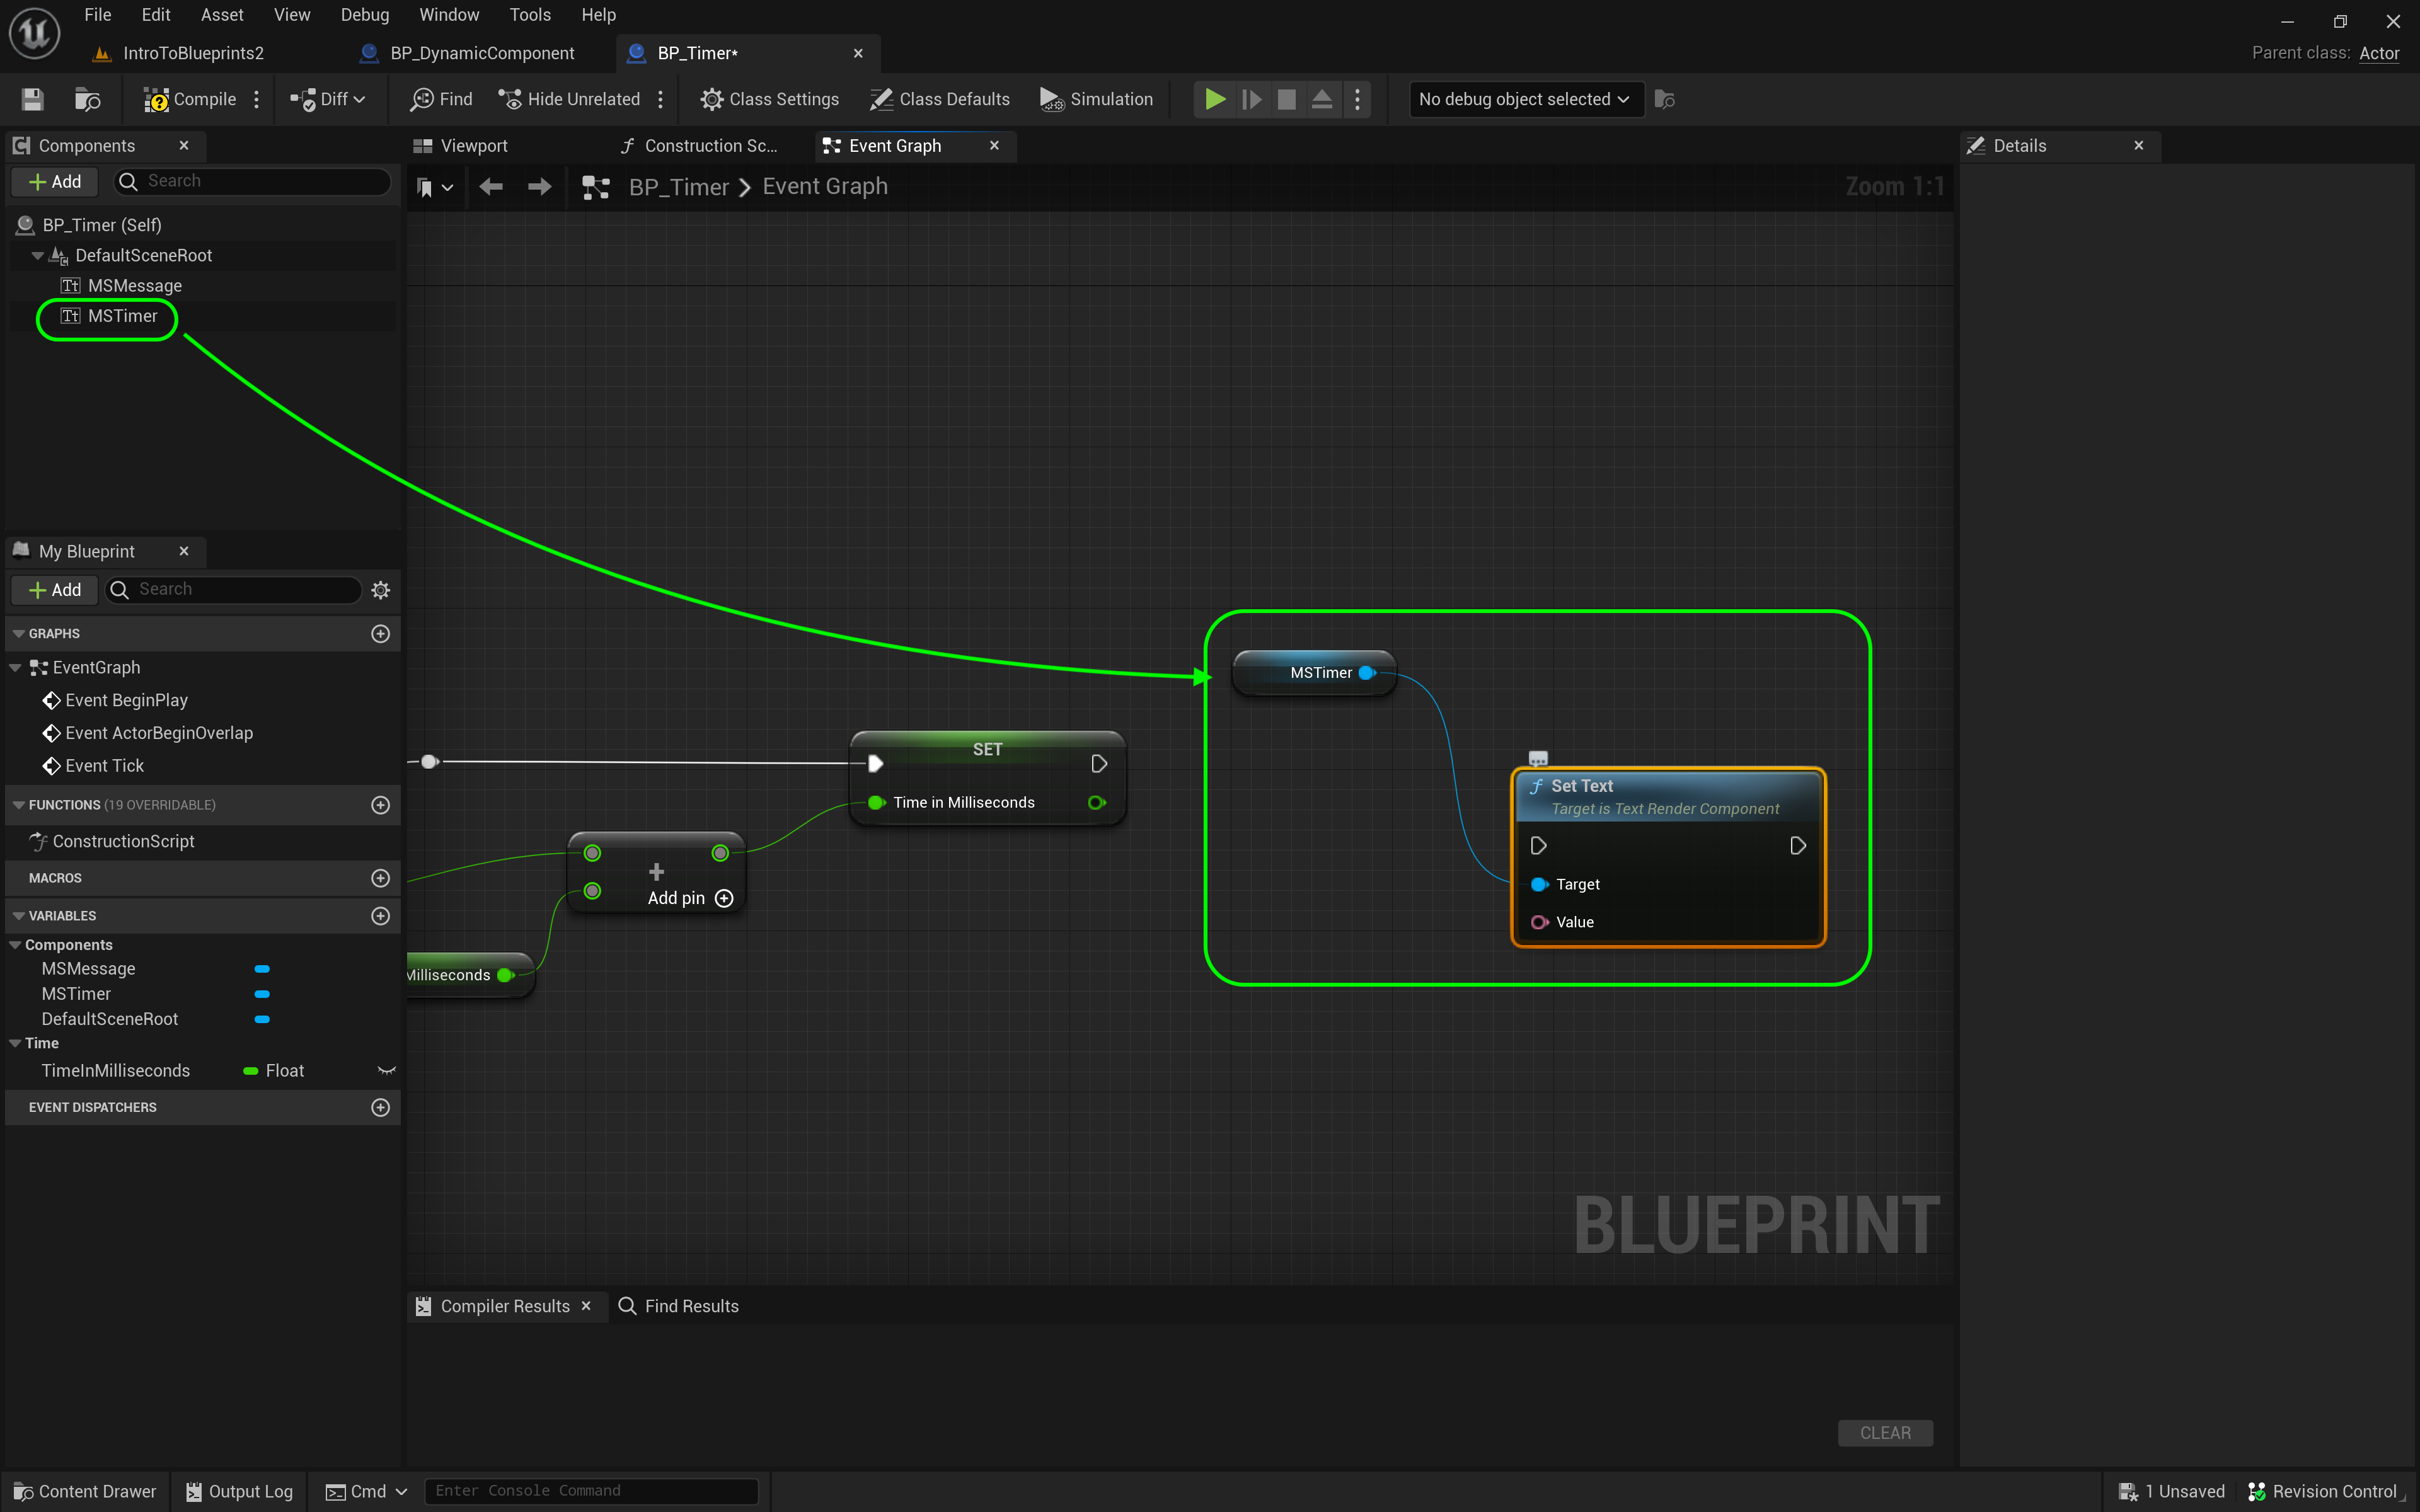 File Edit Asset View Debug Window Tools Help
IntroToBlueprints2 BP_DynamicComponent BP_Timer* Parent class: Actor
Compile Diff Find Hide Unrelated Class Settings Class Defaults Simulation No debug object selected
Components Viewport Construction Sc... Event Graph Details
Add Search
BP_Timer > Event Graph Zoom 1:1
BP_Timer (Self)
DefaultSceneRoot
MSMessage
MSTimer
My Blueprint
Add Search
GRAPHS
EventGraph
Event BeginPlay
Event ActorBeginOverlap
Event Tick
FUNCTIONS (19 OVERRIDABLE)
ConstructionScript
MACROS
VARIABLES
Components
MSMessage
MSTimer
DefaultSceneRoot
Time
TimeInMilliseconds Float
EVENT DISPATCHERS
MSTimer
SET
Time in Milliseconds
Add pin
Milliseconds
Set Text
Target is Text Render Component
Target
Value
BLUEPRINT
Compiler Results Find Results
CLEAR
Content Drawer Output Log Cmd Enter Console Command 1 Unsaved Revision Control